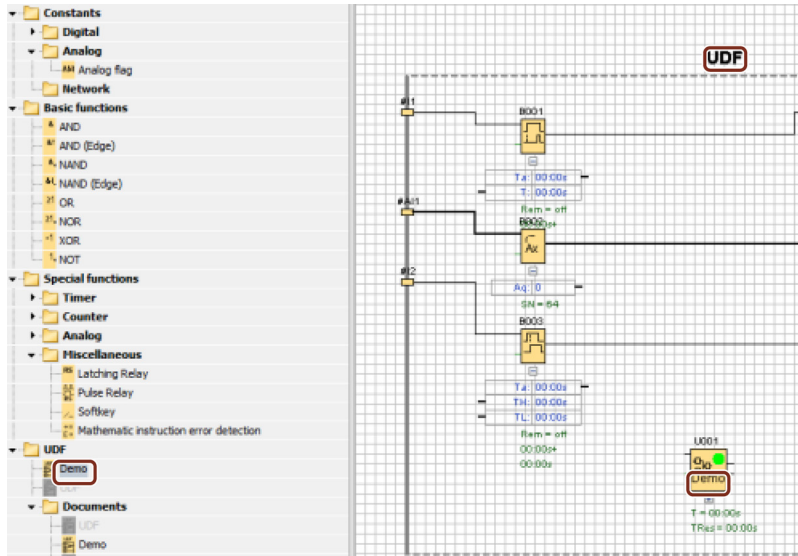 Constants
Digital
Analog
Analog flag
Network
Basic functions
AND
AND (Edge)
NAND
NAND (Edge)
OR
NOR
XOR
NOT
Special functions
Timer
Counter
Analog
Miscellaneous
Latching Relay
Pulse Relay
Softkey
Mathematic instruction error detection
UDF
Demo
UDF
Documents
UDF
Demo
UDF
#I1
B001
Ta: 00:00s
T: 00:00s
Rem = off
#AI1
B002
Ax
Aq: 0
SN = 64
#I2
B003
Ta: 00:00s
TH: 00:00s
TL: 00:00s
Rem = off
00:00s+
00:00s
U001
Demo
T = 00:00s
TRes = 00:00s